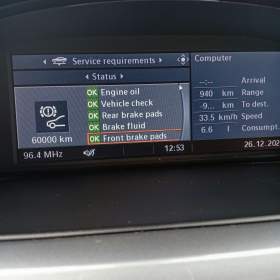 Service requirements
Status
OK Engine oil
OK Vehicle check
OK Rear brake pads
OK Brake fluid
OK Front brake pads
60000 km
96.4 MHz
12:53
Computer
--:-- Arrival
940 km Range
-9... km To dest.
33.5 km/h Speed
6.6 l Consumpt.
26.12.202